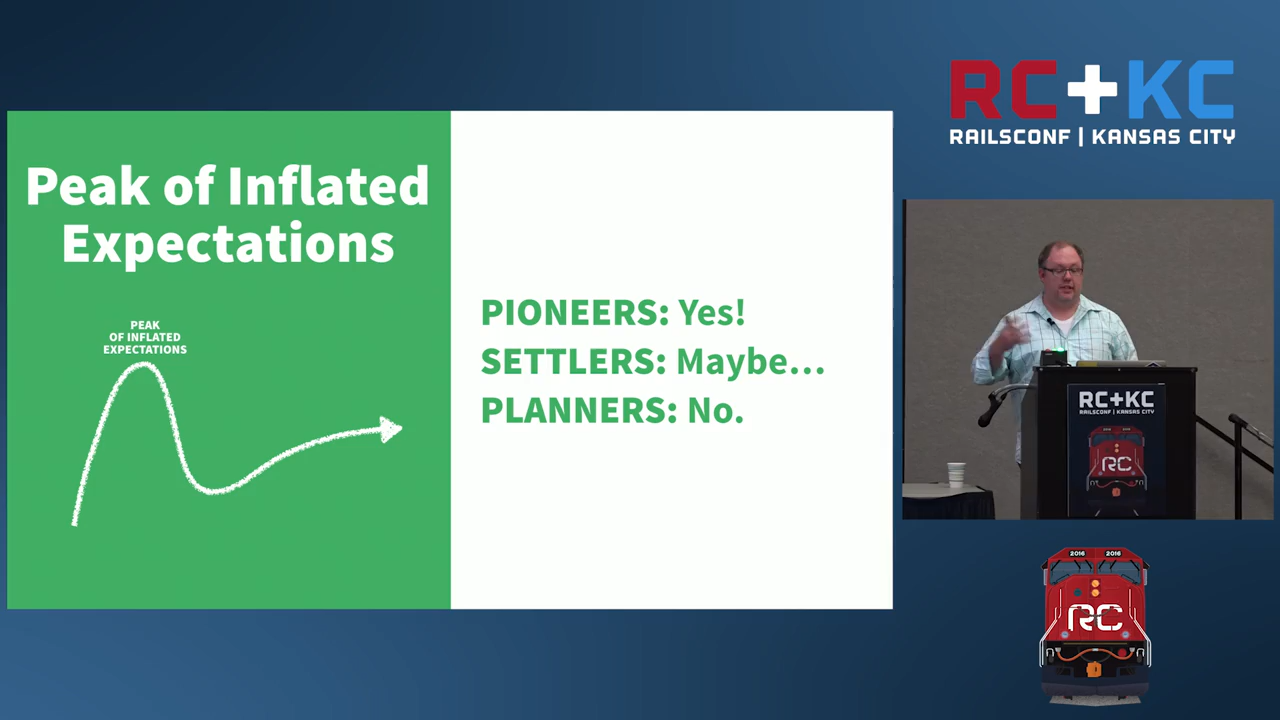 Peak of Inflated
Expectations
PEAK
OF INFLATED
EXPECTATIONS
PIONEERS: Yes!
SETTLERS: Maybe...
PLANNERS: No.
RC+KC
RAILSCONF | KANSAS CITY
RC+KC
RAILSCONF | KANSAS CITY
RC
2016 2016
RC